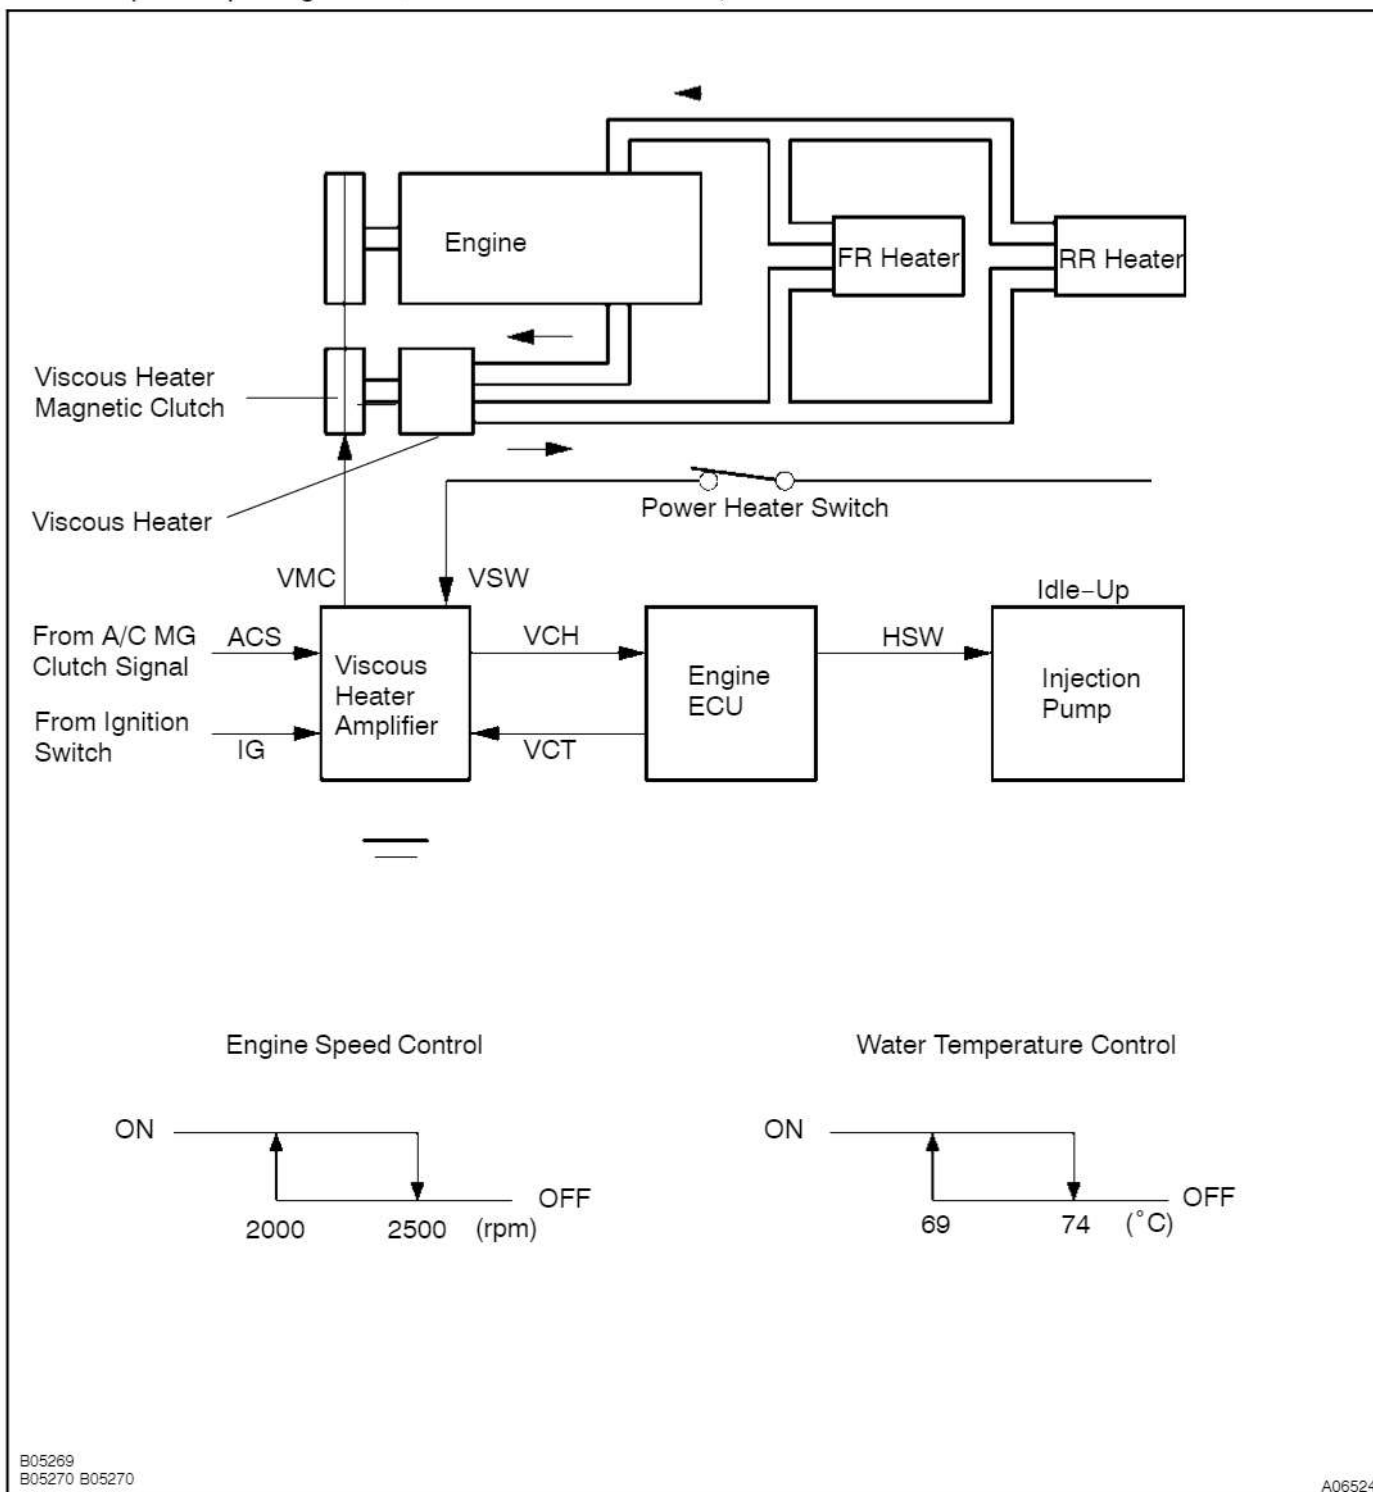 Engine
FR Heater
RR Heater
Viscous Heater
Magnetic Clutch
Viscous Heater
Power Heater Switch
VMC
VSW
Idle-Up
From A/C MG
Clutch Signal
ACS
Viscous
Heater
Amplifier
VCH
Engine
ECU
HSW
Injection
Pump
From Ignition
Switch
IG
VCT
Engine Speed Control
Water Temperature Control
ON
OFF
2000
2500
(rpm)
ON
OFF
69
74
(°C)
B05269
B05270 B05270
A06524